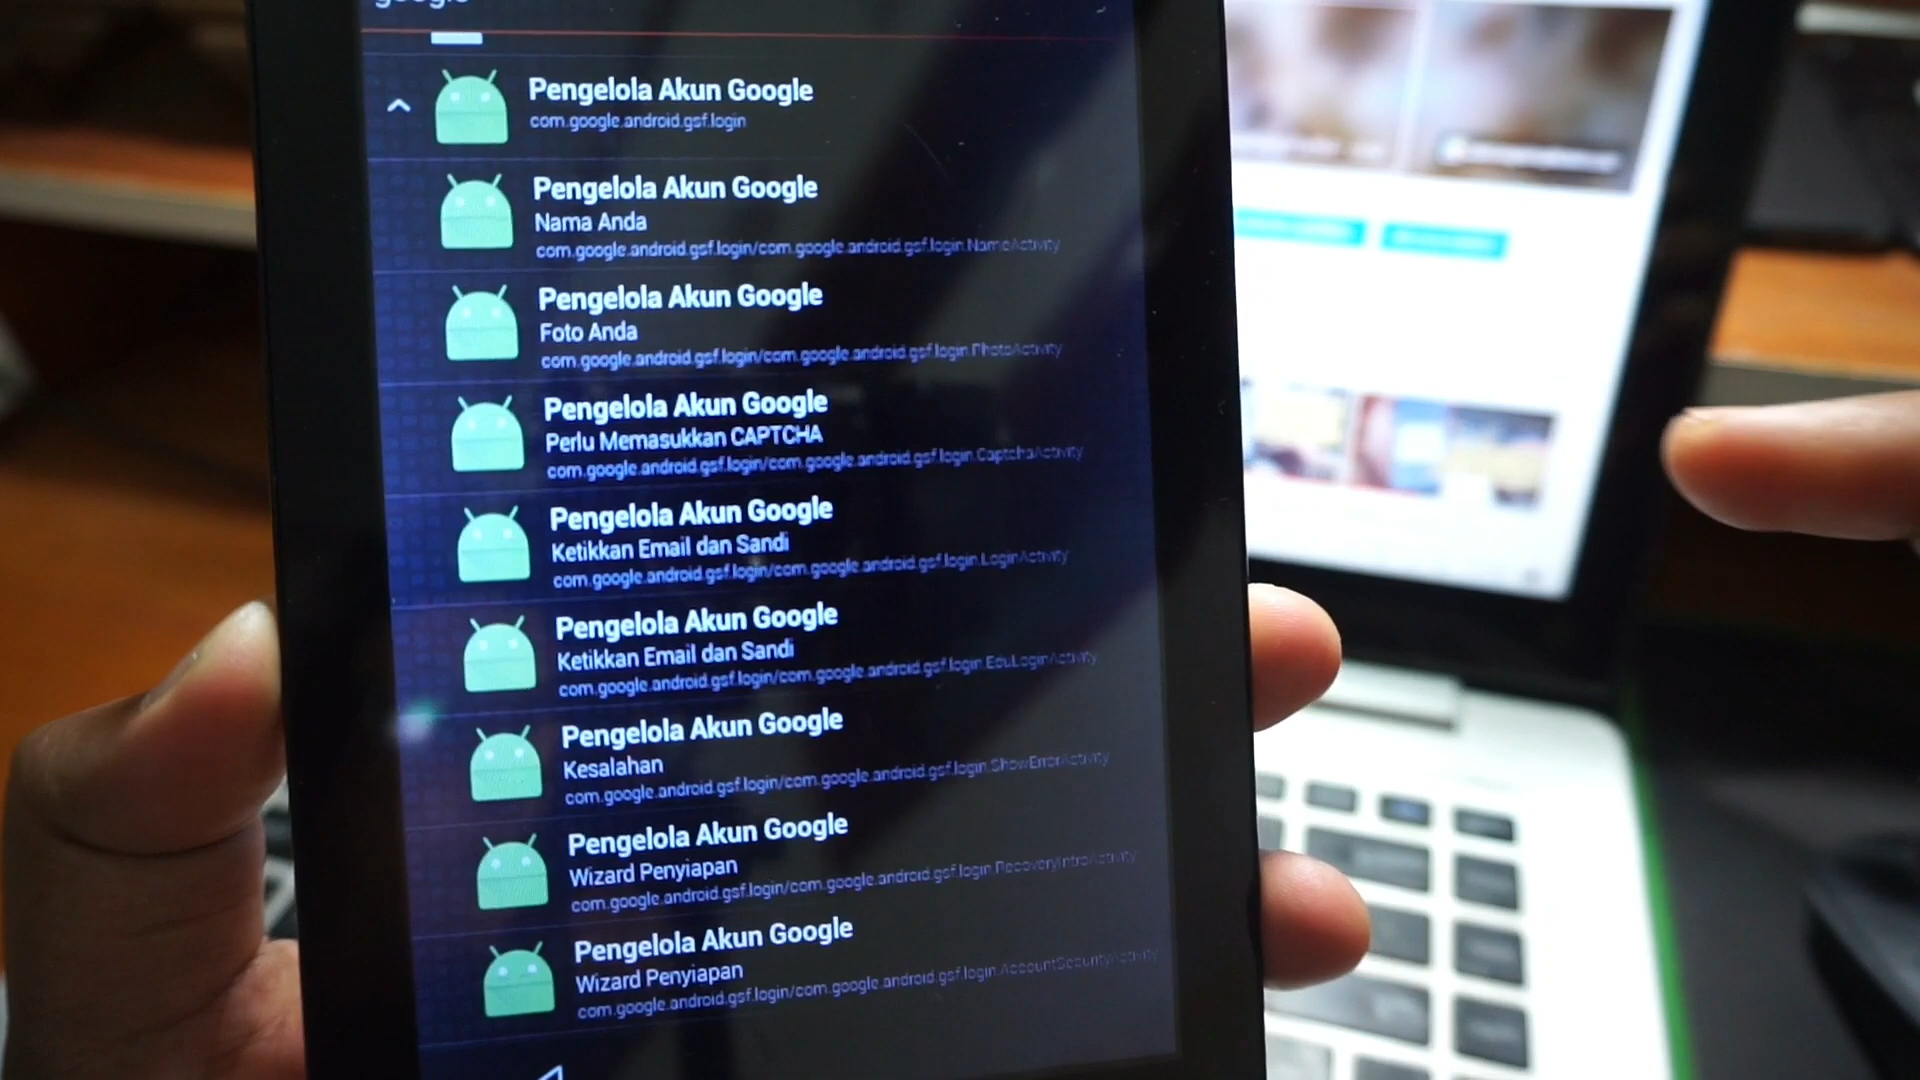 google
Pengelola Akun Google
com.google.android.gsf.login
Pengelola Akun Google
Nama Anda
com.google.android.gsf.login/com.google.android.gsf.login.NameActivity
Pengelola Akun Google
Foto Anda
com.google.android.gsf.login/com.google.android.gsf.login.PhotoActivity
Pengelola Akun Google
Perlu Memasukkan CAPTCHA
com.google.android.gsf.login/com.google.android.gsf.login.CaptchaActivity
Pengelola Akun Google
Ketikkan Email dan Sandi
com.google.android.gsf.login/com.google.android.gsf.login.LoginActivity
Pengelola Akun Google
Ketikkan Email dan Sandi
com.google.android.gsf.login/com.google.android.gsf.login.EduLoginActivity
Pengelola Akun Google
Kesalahan
com.google.android.gsf.login/com.google.android.gsf.login.ShowErrorActivity
Pengelola Akun Google
Wizard Penyiapan
com.google.android.gsf.login/com.google.android.gsf.login.RecoveryIntroActivity
Pengelola Akun Google
Wizard Penyiapan
com.google.android.gsf.login/com.google.android.gsf.login.AccountSecurityActivity